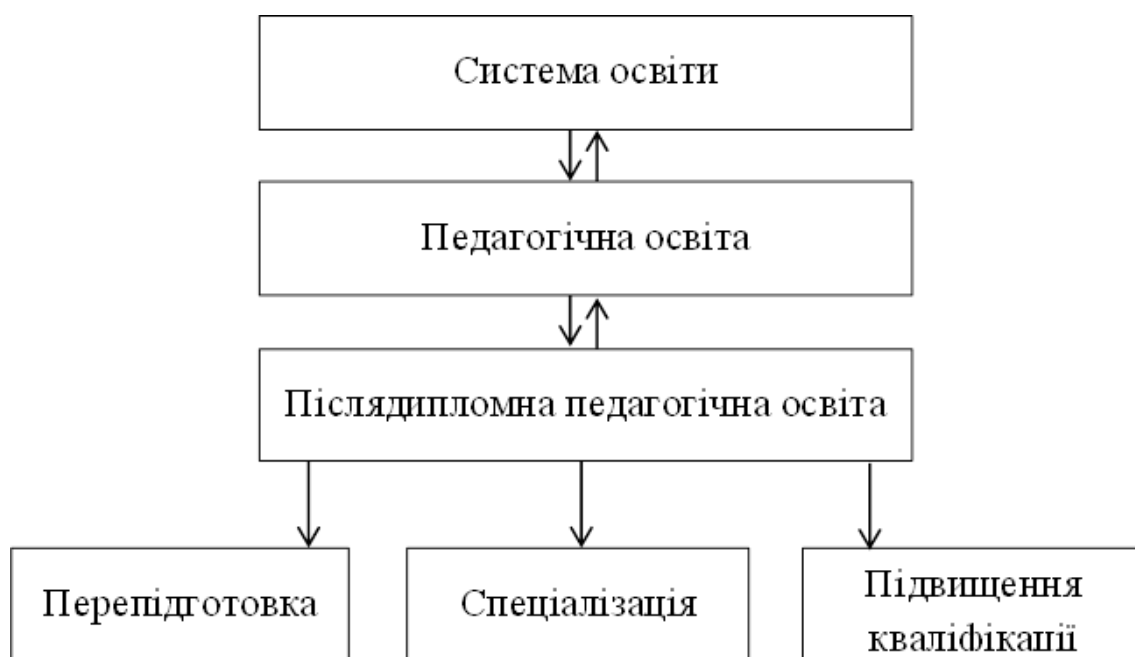 Система освіти
Педагогічна освіта
Післядипломна педагогічна освіта
Перепідготовка
Спеціалізація
Підвищення
кваліфікації